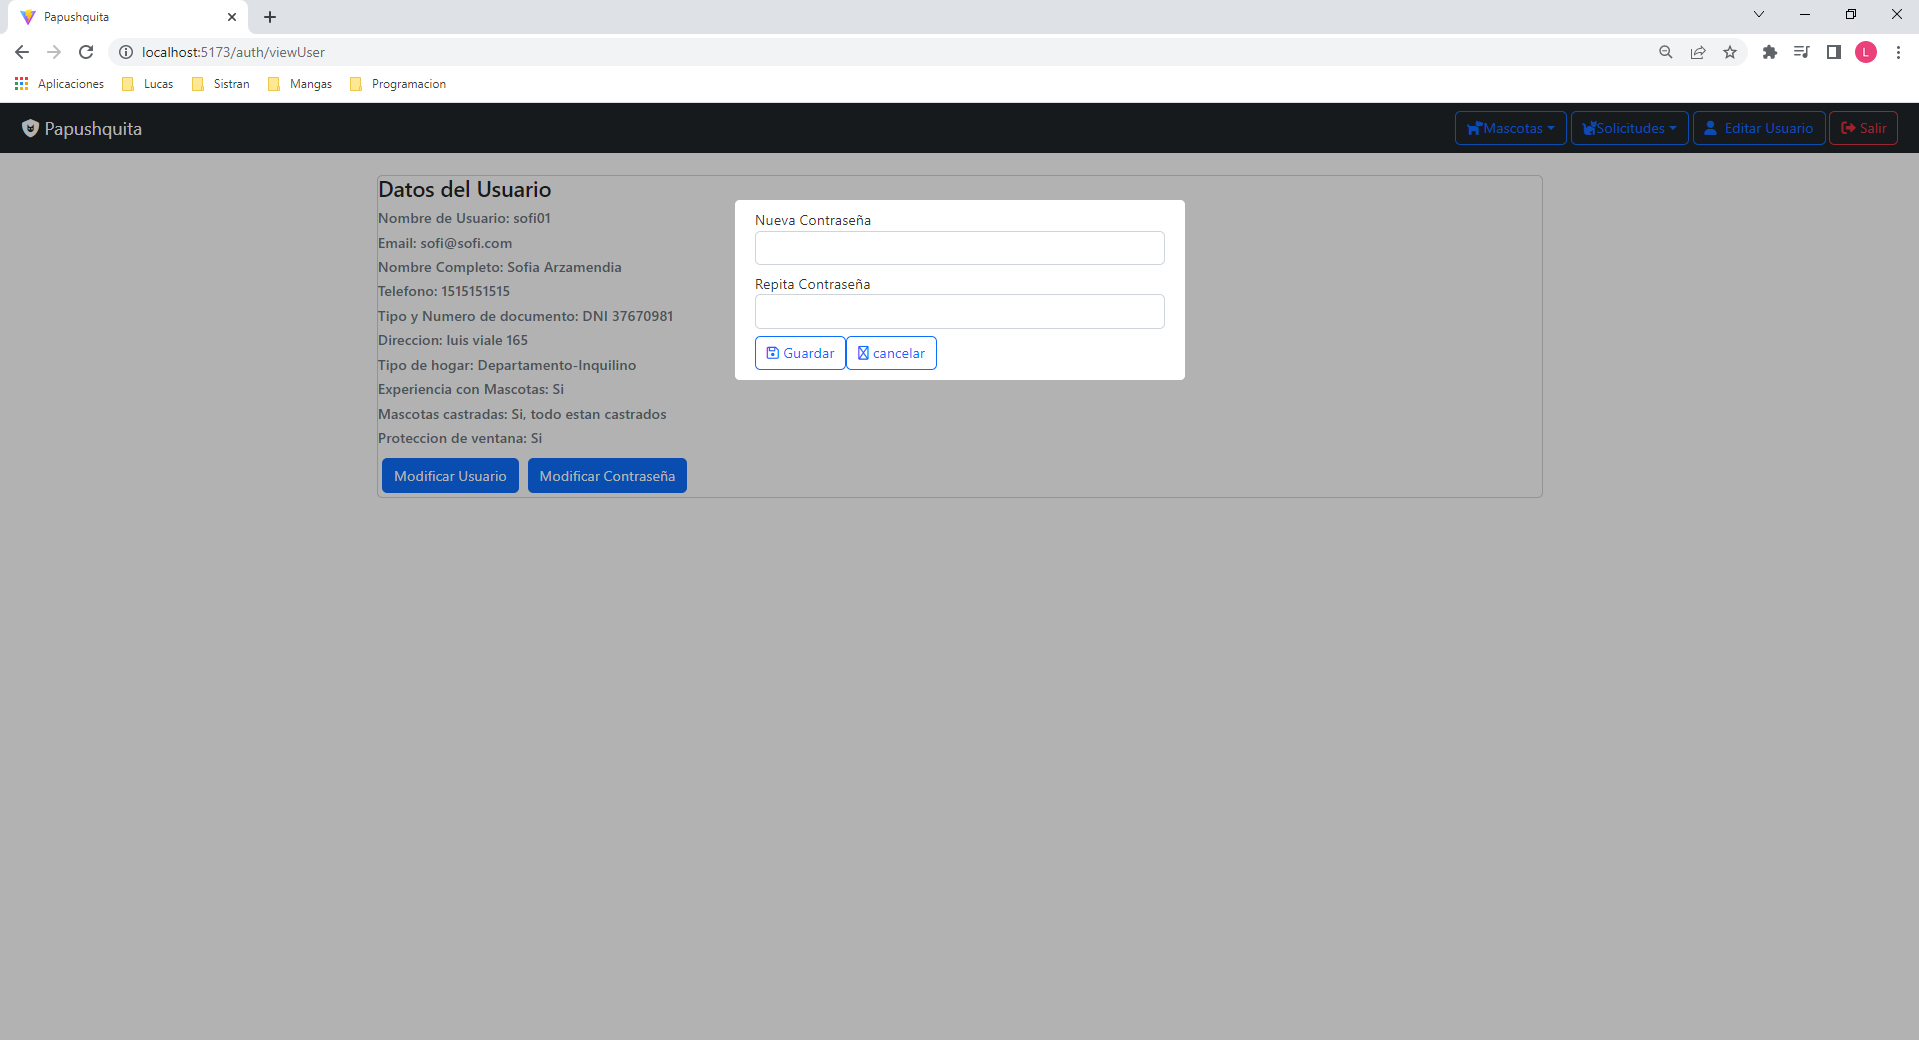 Papushquita
localhost:5173/auth/viewUser
L
Aplicaciones Lucas Sistran Mangas Programacion
Papushquita Mascotas Solicitudes Editar Usuario Salir
Datos del Usuario
Nombre de Usuario: sofi01
Email: sofi@sofi.com
Nombre Completo: Sofia Arzamendia
Telefono: 1515151515
Tipo y Numero de documento: DNI 37670981
Direccion: luis viale 165
Tipo de hogar: Departamento-Inquilino
Experiencia con Mascotas: Si
Mascotas castradas: Si, todo estan castrados
Proteccion de ventana: Si
Modificar Usuario Modificar Contraseña
Nueva Contraseña
Repita Contraseña
Guardar cancelar